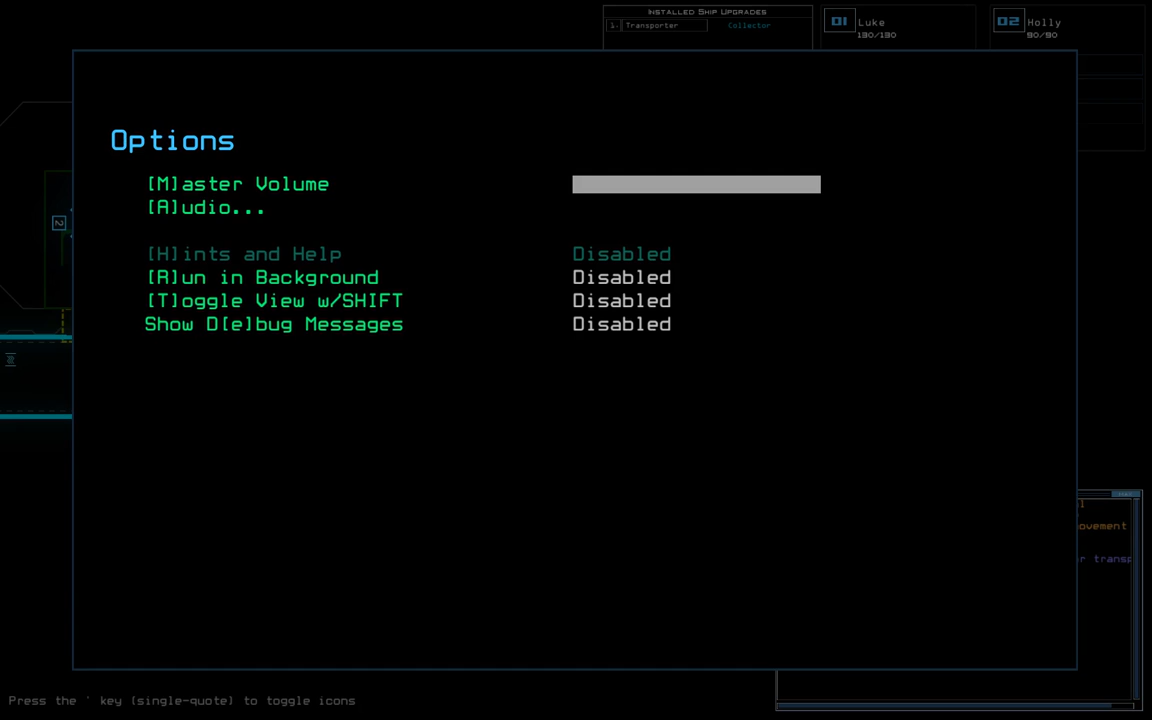 Installed Ship Upgrades
1. Transporter Collector
01 Luke
130/130
02 Holly
90/90
Options
[M]aster Volume
[A]udio...
[H]ints and Help Disabled
[R]un in Background Disabled
[T]oggle View w/SHIFT Disabled
Show D[e]bug Messages Disabled
2
ovement
r transp
Press the ' key (single-quote) to toggle icons